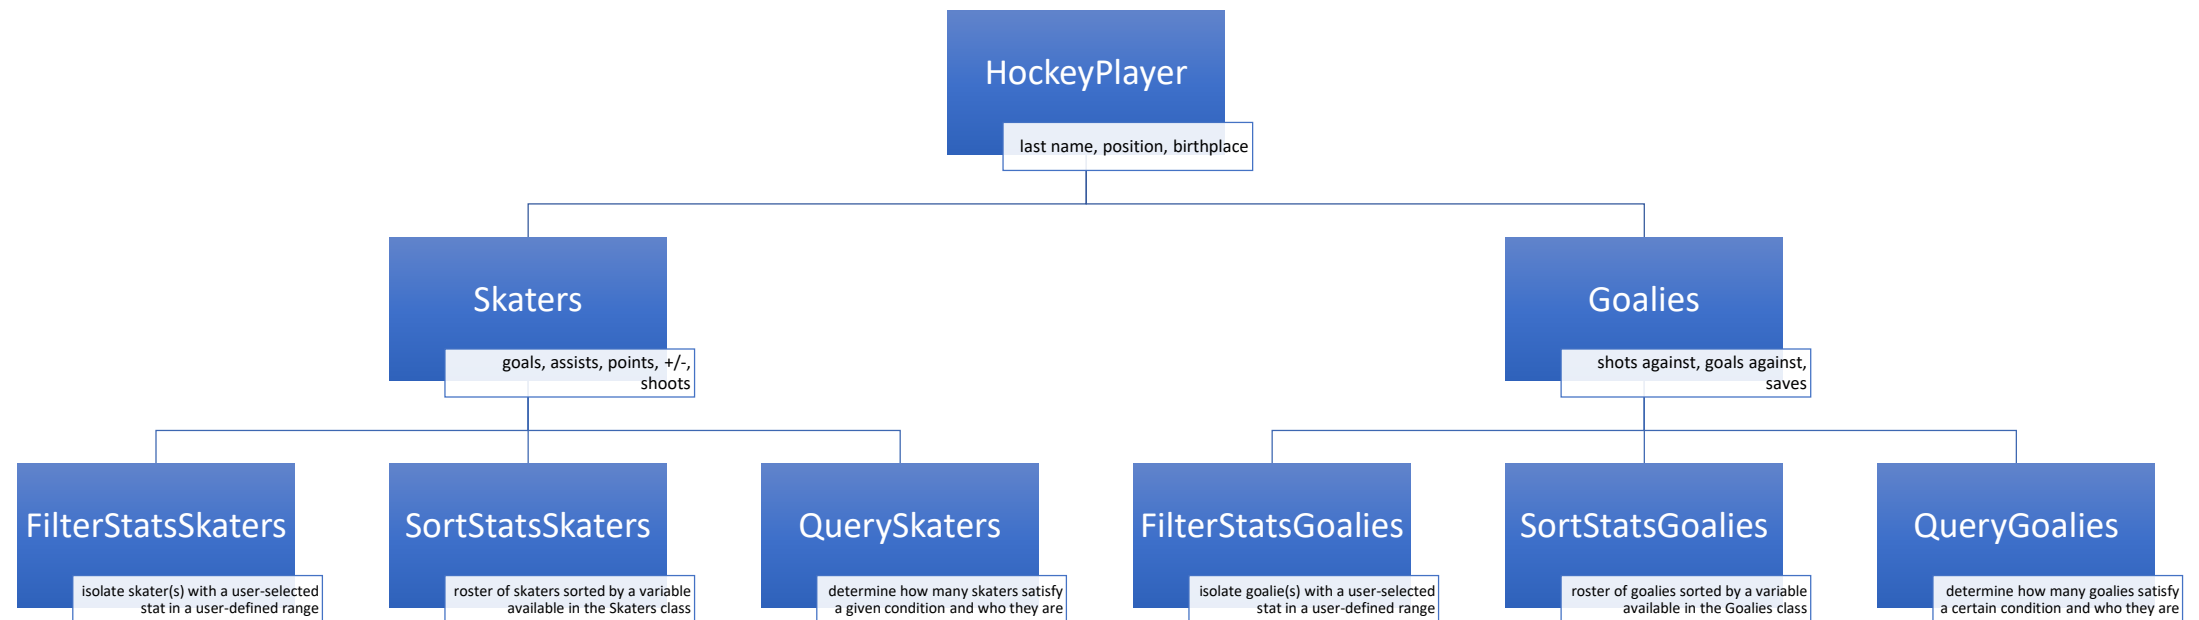 HockeyPlayer
last name, position, birthplace
Skaters
goals, assists, points, +/-,
shoots
Goalies
shots against, goals against,
saves
FilterStatsSkaters
isolate skater(s) with a user-selected
stat in a user-defined range
SortStatsSkaters
roster of skaters sorted by a variable
available in the Skaters class
QuerySkaters
determine how many skaters satisfy
a given condition and who they are
FilterStatsGoalies
isolate goalie(s) with a user-selected
stat in a user-defined range
SortStatsGoalies
roster of goalies sorted by a variable
available in the Goalies class
QueryGoalies
determine how many goalies satisfy
a certain condition and who they are